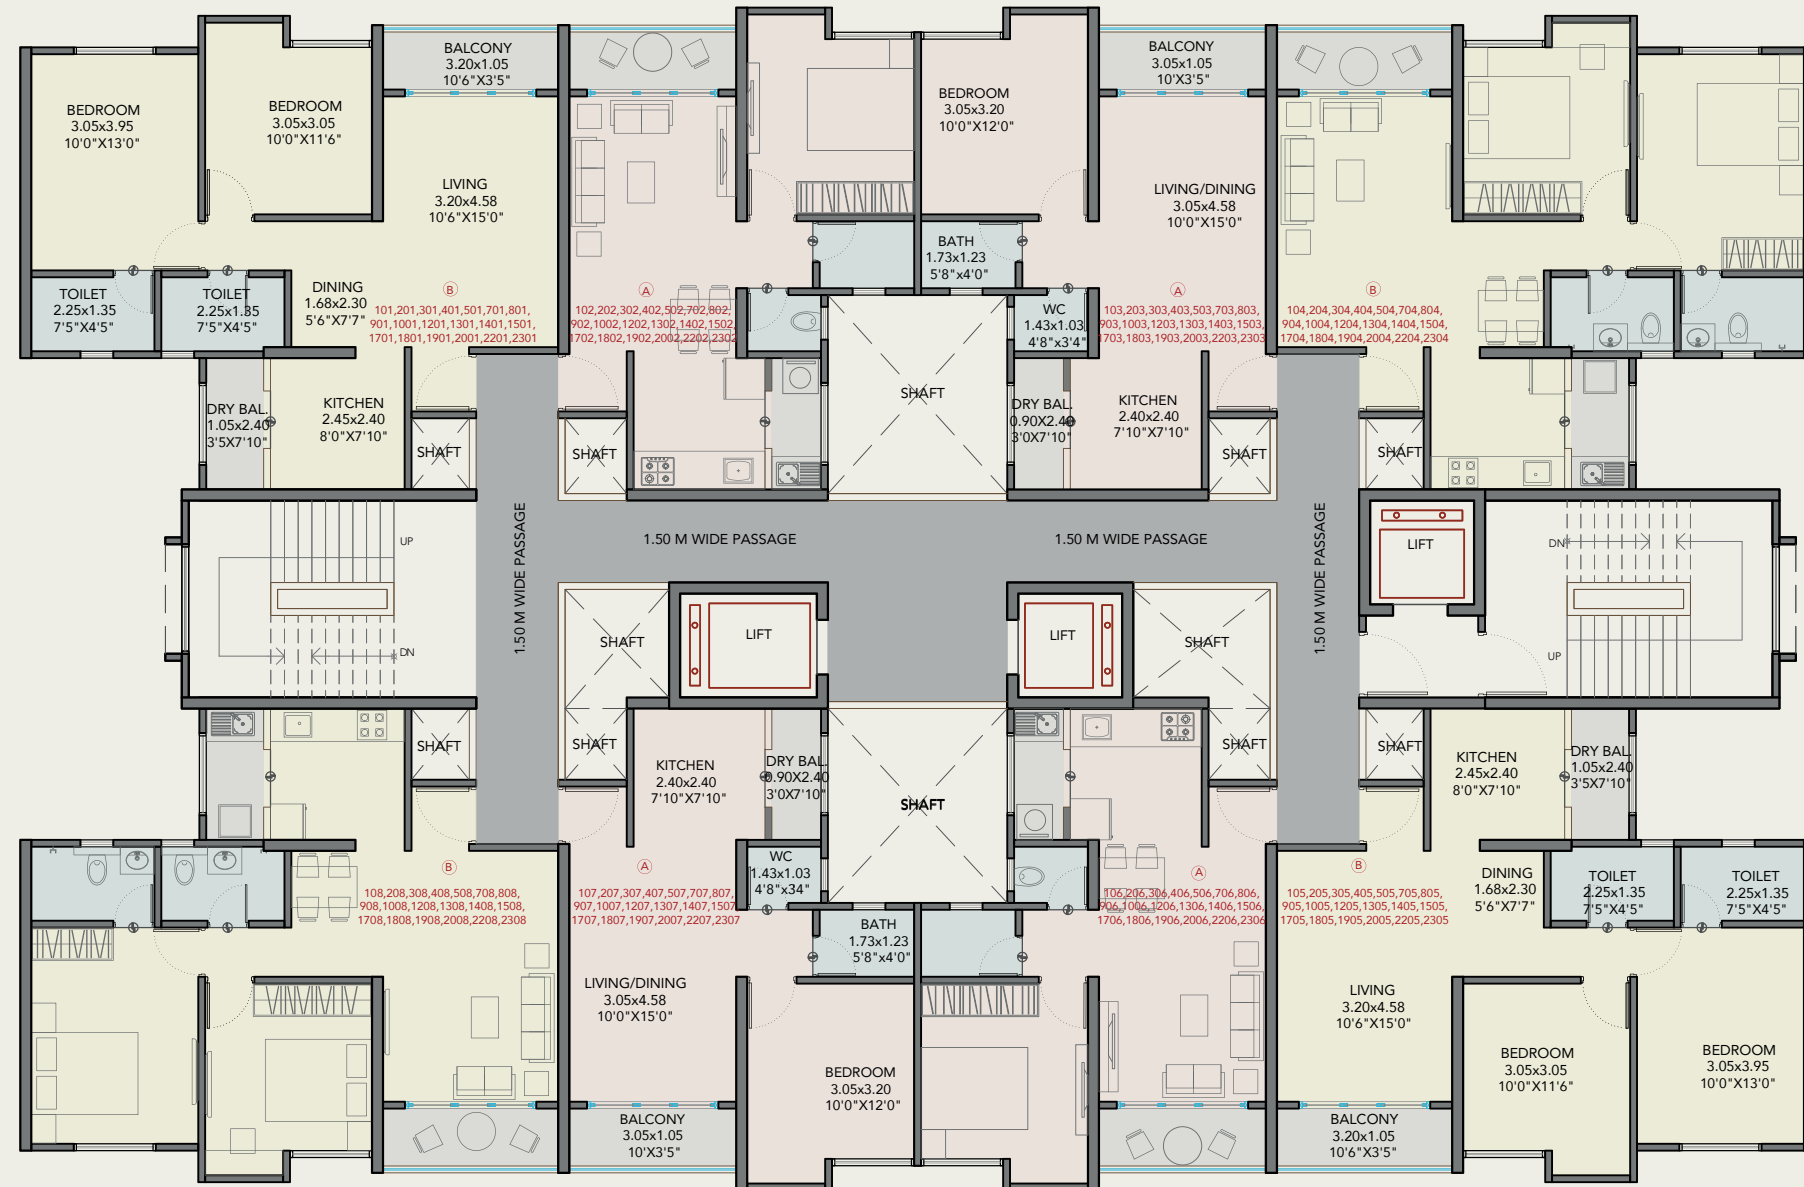 BALCONY
3.20x1.05
10'6"X3'5"
BALCONY
3.05x1.05
10'X3'5"
BEDROOM
3.05x3.95
10'0"X13'0"
BEDROOM
3.05x3.05
10'0"X11'6"
BEDROOM
3.05x3.20
10'0"X12'0"
LIVING
3.20x4.58
10'6"X15'0"
LIVING/DINING
3.05x4.58
10'0"X15'0"
BATH
1.73x1.23
5'8"x4'0"
TOILET
2.25x1.35
7'5"X4'5"
TOILET
2.25x1.35
7'5"X4'5"
DINING
1.68x2.30
5'6"X7'7"
B
101,201,301,401,501,701,801,
901,1001,1201,1301,1401,1501,
1701,1801,1901,2001,2201,2301
A
102,202,302,402,502,702,802,
902,1002,1202,1302,1402,1502,
1702,1802,1902,2002,2202,2302
WC
1.43x1.03
4'8"x3'4"
A
103,203,303,403,503,703,803,
903,1003,1203,1303,1403,1503,
1703,1803,1903,2003,2203,2303
B
104,204,304,404,504,704,804,
904,1004,1204,1304,1404,1504,
1704,1804,1904,2004,2204,2304
DRY BAL.
1.05x2.40
3'5X7'10"
KITCHEN
2.45x2.40
8'0"X7'10"
SHAFT
SHAFT
SHAFT
DRY BAL.
0.90X2.40
3'0X7'10"
KITCHEN
2.40x2.40
7'10"X7'10"
SHAFT
SHAFT
UP
DN
1.50 M WIDE PASSAGE
1.50 M WIDE PASSAGE
1.50 M WIDE PASSAGE
1.50 M WIDE PASSAGE
LIFT
DN
UP
SHAFT
LIFT
LIFT
SHAFT
SHAFT
SHAFT
KITCHEN
2.40x2.40
7'10"X7'10"
DRY BAL.
0.90X2.40
3'0X7'10"
SHAFT
SHAFT
SHAFT
KITCHEN
2.45x2.40
8'0"X7'10"
DRY BAL.
1.05x2.40
3'5X7'10"
B
108,208,308,408,508,708,808,
908,1008,1208,1308,1408,1508,
1708,1808,1908,2008,2208,2308
A
107,207,307,407,507,707,807,
907,1007,1207,1307,1407,1507,
1707,1807,1907,2007,2207,2307
WC
1.43x1.03
4'8"x34"
A
106,206,306,406,506,706,806,
906,1006,1206,1306,1406,1506,
1706,1806,1906,2006,2206,2306
B
105,205,305,405,505,705,805,
905,1005,1205,1305,1405,1505,
1705,1805,1905,2005,2205,2305
DINING
1.68x2.30
5'6"X7'7"
TOILET
2.25x1.35
7'5"X4'5"
TOILET
2.25x1.35
7'5"X4'5"
BATH
1.73x1.23
5'8"x4'0"
LIVING/DINING
3.05x4.58
10'0"X15'0"
LIVING
3.20x4.58
10'6"X15'0"
BEDROOM
3.05x3.20
10'0"X12'0"
BEDROOM
3.05x3.05
10'0"X11'6"
BEDROOM
3.05x3.95
10'0"X13'0"
BALCONY
3.05x1.05
10'X3'5"
BALCONY
3.20x1.05
10'6"X3'5"